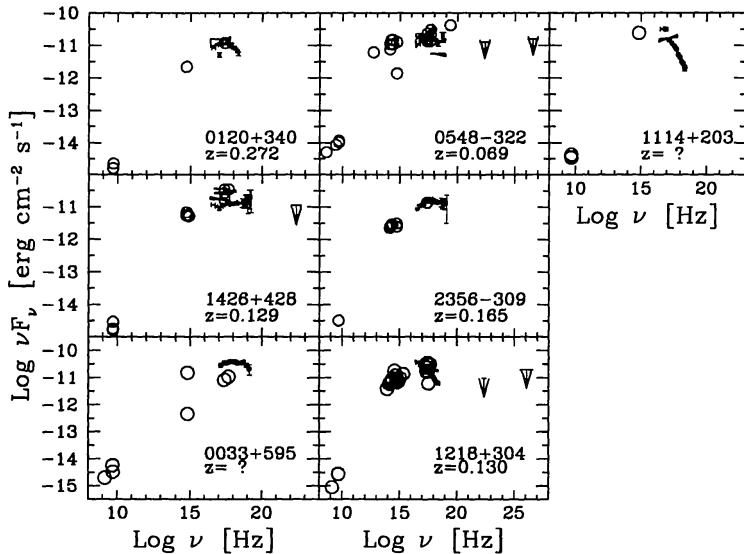 -10
-11
-12
-13
-14
0120+340
z=0.272
0548-322
z=0.069
1114+203
z= ?
10 15 20
Log ν [Hz]
-11
-12
-13
-14
1426+428
z=0.129
2356-309
z=0.165
Log νFν [erg cm⁻² s⁻¹]
-10
-11
-12
-13
-14
-15
0033+595
z= ?
1218+304
z=0.130
10 15 20
10 15 20 25
Log ν [Hz]
Log ν [Hz]